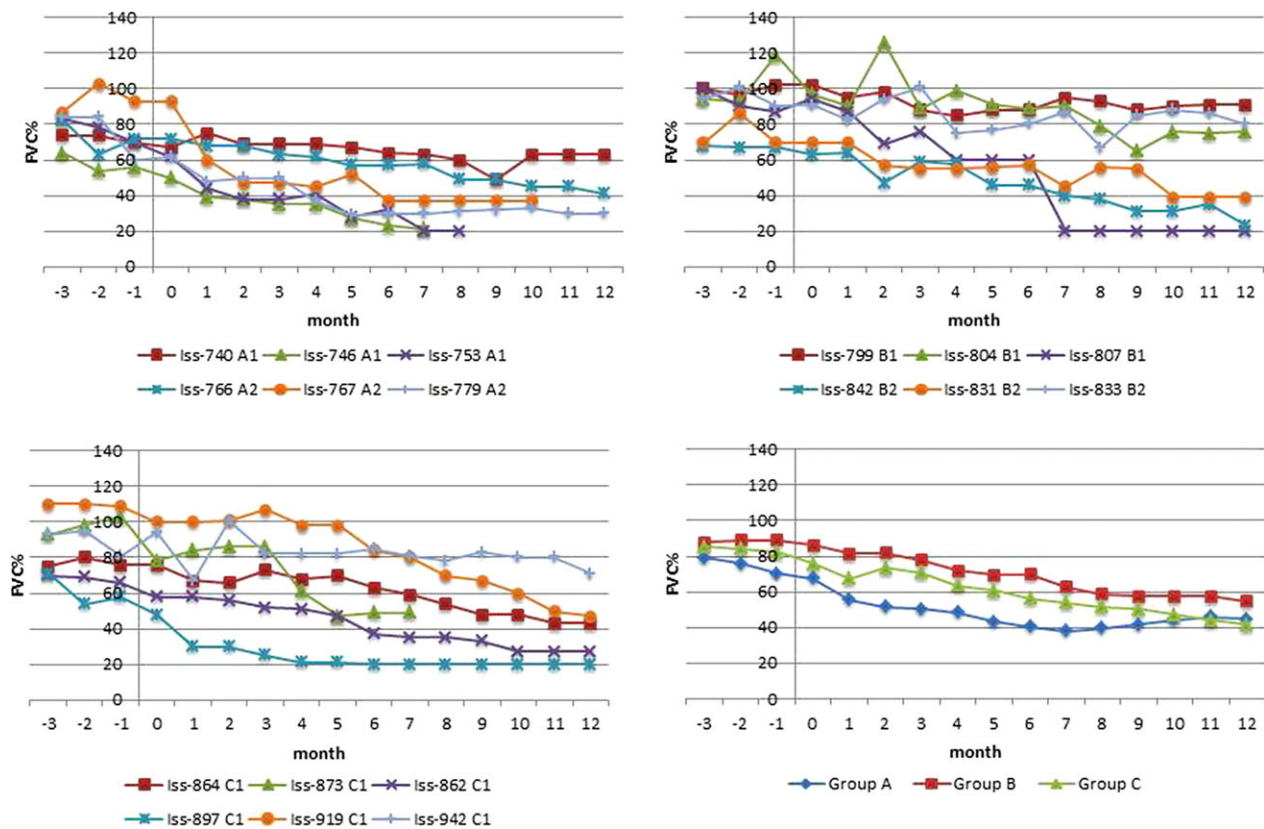 140
120
100
80
60
40
20
0
FVC%
-3 -2 -1 0 1 2 3 4 5 6 7 8 9 10 11 12
month
Iss-740 A1 Iss-746 A1 Iss-753 A1
Iss-766 A2 Iss-767 A2 Iss-779 A2
140
120
100
80
60
40
20
0
FVC%
-3 -2 -1 0 1 2 3 4 5 6 7 8 9 10 11 12
month
Iss-799 B1 Iss-804 B1 Iss-807 B1
Iss-842 B2 Iss-831 B2 Iss-833 B2
140
120
100
80
60
40
20
0
FVC%
-3 -2 -1 0 1 2 3 4 5 6 7 8 9 10 11 12
month
Iss-864 C1 Iss-873 C1 Iss-862 C1
Iss-897 C1 Iss-919 C1 Iss-942 C1
140
120
100
80
60
40
20
0
FVC%
-3 -2 -1 0 1 2 3 4 5 6 7 8 9 10 11 12
month
Group A Group B Group C